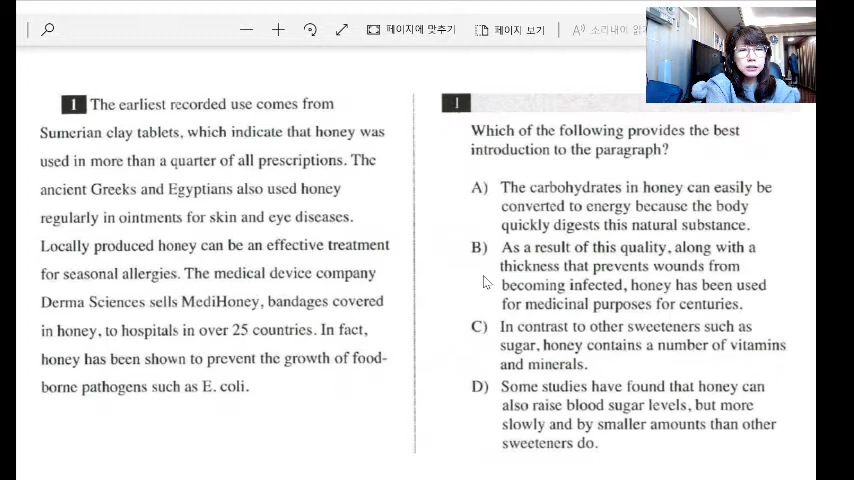 페이지에 맞추기
페이지 보기
A 소리내어 읽
1 The earliest recorded use comes from
Sumerian clay tablets, which indicate that honey was
used in more than a quarter of all prescriptions. The
ancient Greeks and Egyptians also used honey
regularly in ointments for skin and eye diseases.
Locally produced honey can be an effective treatment
for seasonal allergies. The medical device company
Derma Sciences sells MediHoney, bandages covered
in honey, to hospitals in over 25 countries. In fact,
honey has been shown to prevent the growth of food-
borne pathogens such as E. coli.
1
Which of the following provides the best
introduction to the paragraph?
A) The carbohydrates in honey can easily be
converted to energy because the body
quickly digests this natural substance.
B) As a result of this quality, along with a
thickness that prevents wounds from
becoming infected, honey has been used
for medicinal purposes for centuries.
C) In contrast to other sweeteners such as
sugar, honey contains a number of vitamins
and minerals.
D) Some studies have found that honey can
also raise blood sugar levels, but more
slowly and by smaller amounts than other
sweeteners do.